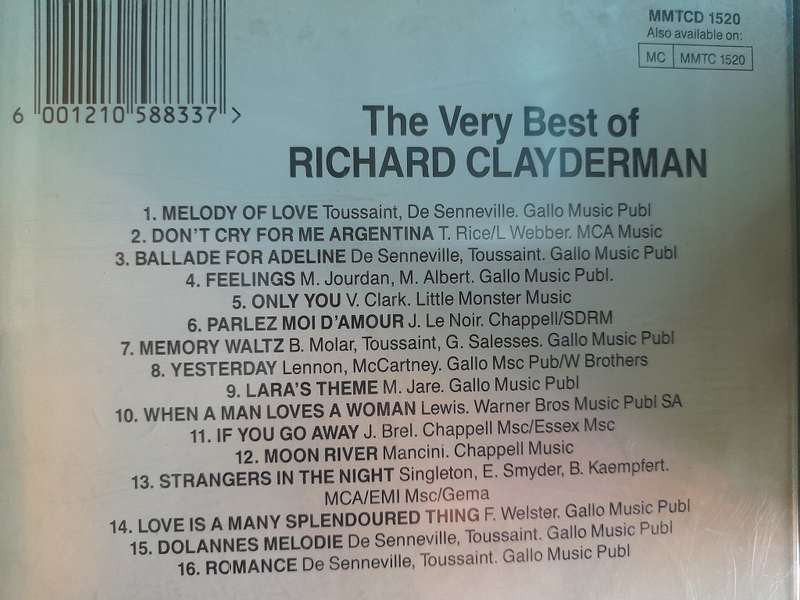 MMTCD 1520
Also available on:
MC MMTC 1520
6 001210 588337 >
The Very Best of
RICHARD CLAYDERMAN
1. MELODY OF LOVE Toussaint, De Senneville. Gallo Music Publ
2. DON'T CRY FOR ME ARGENTINA T. Rice/L Webber. MCA Music
3. BALLADE FOR ADELINE De Senneville, Toussaint. Gallo Music Publ
4. FEELINGS M. Jourdan, M. Albert. Gallo Music Publ.
5. ONLY YOU V. Clark. Little Monster Music
6. PARLEZ MOI D'AMOUR J. Le Noir. Chappell/SDRM
7. MEMORY WALTZ B. Molar, Toussaint, G. Salesses. Gallo Music Publ
8. YESTERDAY Lennon, McCartney. Gallo Msc Pub/W Brothers
9. LARA'S THEME M. Jare. Gallo Music Publ
10. WHEN A MAN LOVES A WOMAN Lewis. Warner Bros Music Publ SA
11. IF YOU GO AWAY J. Brel. Chappell Msc/Essex Msc
12. MOON RIVER Mancini. Chappell Music
13. STRANGERS IN THE NIGHT Singleton, E. Smyder, B. Kaempfert.
MCA/EMI Msc/Gema
14. LOVE IS A MANY SPLENDOURED THING F. Welster. Gallo Music Publ
15. DOLANNES MELODIE De Senneville, Toussaint. Gallo Music Publ
16. ROMANCE De Senneville, Toussaint. Gallo Music Publ